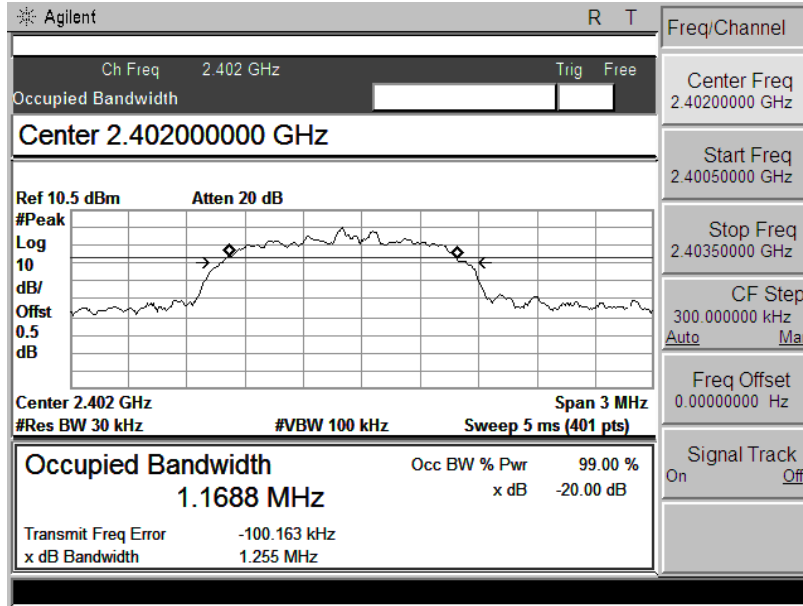 Agilent R T
Ch Freq 2.402 GHz Trig Free
Occupied Bandwidth
Center 2.402000000 GHz
Ref 10.5 dBm Atten 20 dB
#Peak
Log
10
dB/
Offst
0.5
dB
Center 2.402 GHz Span 3 MHz
#Res BW 30 kHz #VBW 100 kHz Sweep 5 ms (401 pts)
Occupied Bandwidth Occ BW % Pwr 99.00 %
1.1688 MHz x dB -20.00 dB
Transmit Freq Error -100.163 kHz
x dB Bandwidth 1.255 MHz
Freq/Channel
Center Freq
2.40200000 GHz
Start Freq
2.40050000 GHz
Stop Freq
2.40350000 GHz
CF Step
300.000000 kHz
Auto Ma
Freq Offset
0.00000000 Hz
Signal Track
On Off